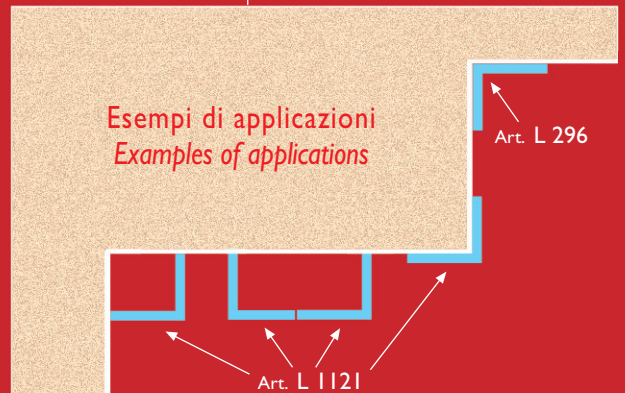 Esempi di applicazioni
Examples of applications
Art. L 296
Art. L 1121